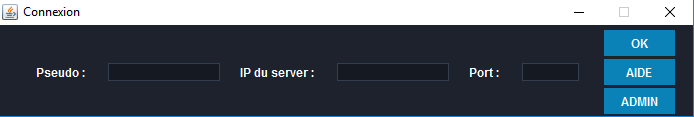 Connexion
OK
Pseudo : IP du server : Port : AIDE
ADMIN